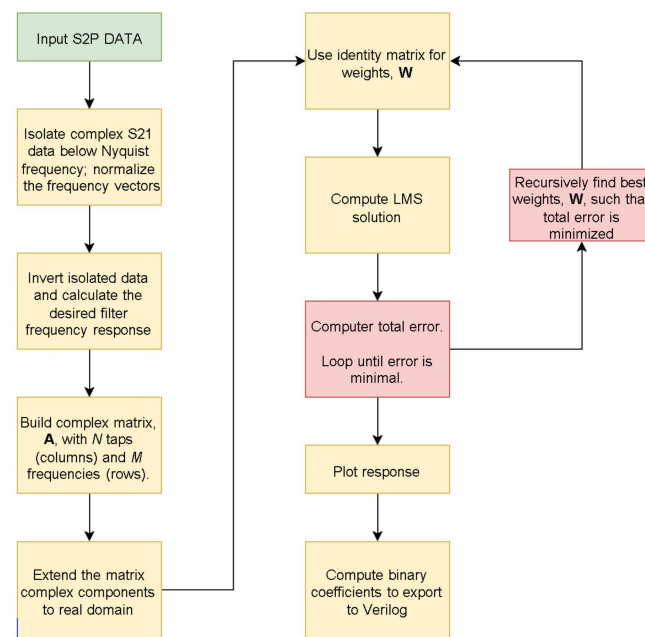 Input S2P DATA
Isolate complex S21
data below Nyquist
frequency; normalize
the frequency vectors
Invert isolated data
and calculate the
desired filter
frequency response
Build complex matrix,
A, with N taps
(columns) and M
frequencies (rows).
Extend the matrix
complex components
to real domain
Use identity matrix for
weights, W
Compute LMS
solution
Computer total error.
Loop until error is
minimal.
Plot response
Compute binary
coefficients to export
to Verilog
Recursively find best
weights, W, such tha
total error is
minimized